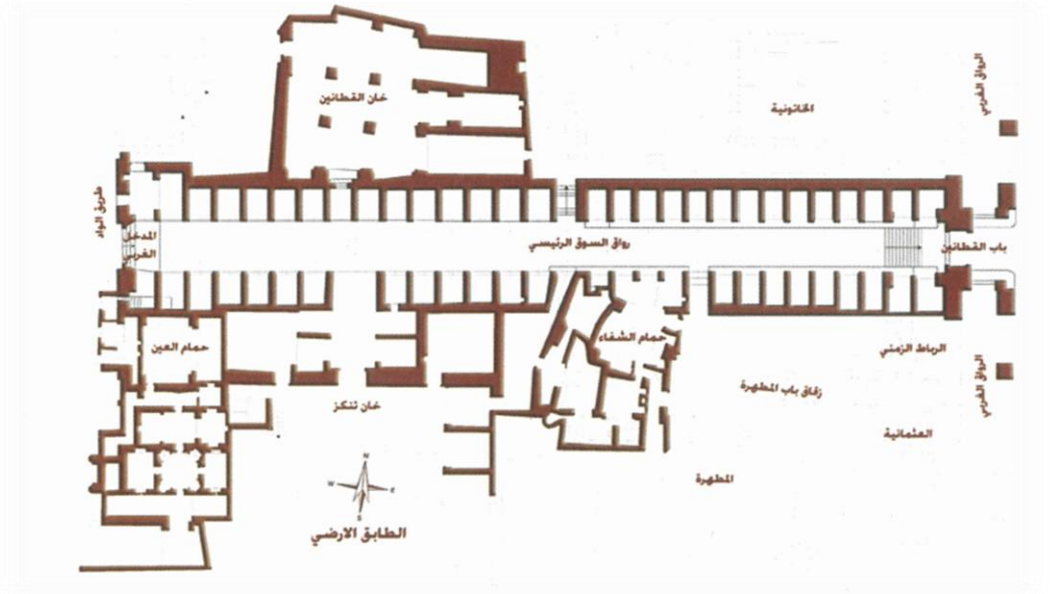 الرواق الغربي
خان القطانين
الخاتونية
طريق الواد
المدخل
الغربي
رواق السوق الرئيسي
باب القطانين
حمام العين
حمام الشفاء
الرباط الزمني
الرواق الغربي
زقاق باب المطهرة
خان تنكز
العثمانية
المطهرة
N
W
E
S
الطابق الارضي